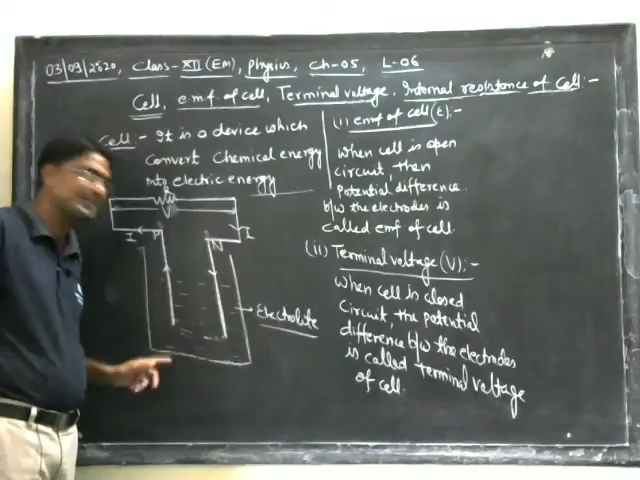 03/09/2020, Class-XII (EM), Physics, Ch-05, L-06
Cell, e.m.f of cell, Terminal voltage, Internal resistance of Cell:-
Cell - It is a device which
convert chemical energy
into electric energy
R
V
I
P
N
I
Electrolite
(i) emf of cell (E):-
when cell is open
circuit, then
potential difference
b/w the electrodes is
called emf of cell.
(ii) Terminal voltage (V):-
when cell is closed
circuit, the potential
difference b/w the electrodes
is called terminal voltage
of cell.